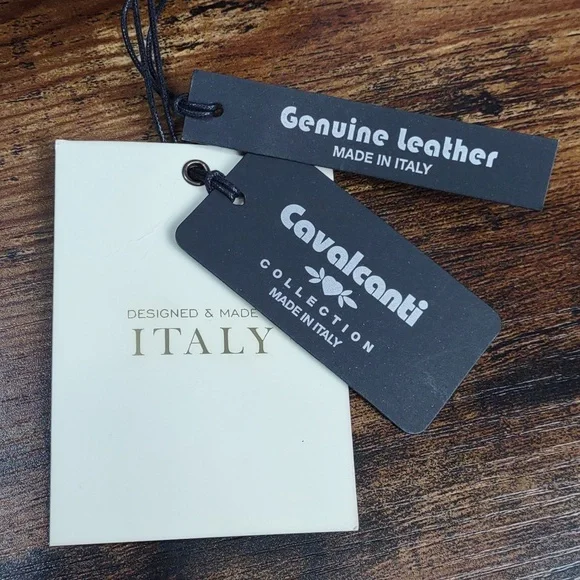 Genuine Leather
MADE IN ITALY
Cavalcanti
COLLECTION
MADE IN ITALY
DESIGNED & MADE
ITALY